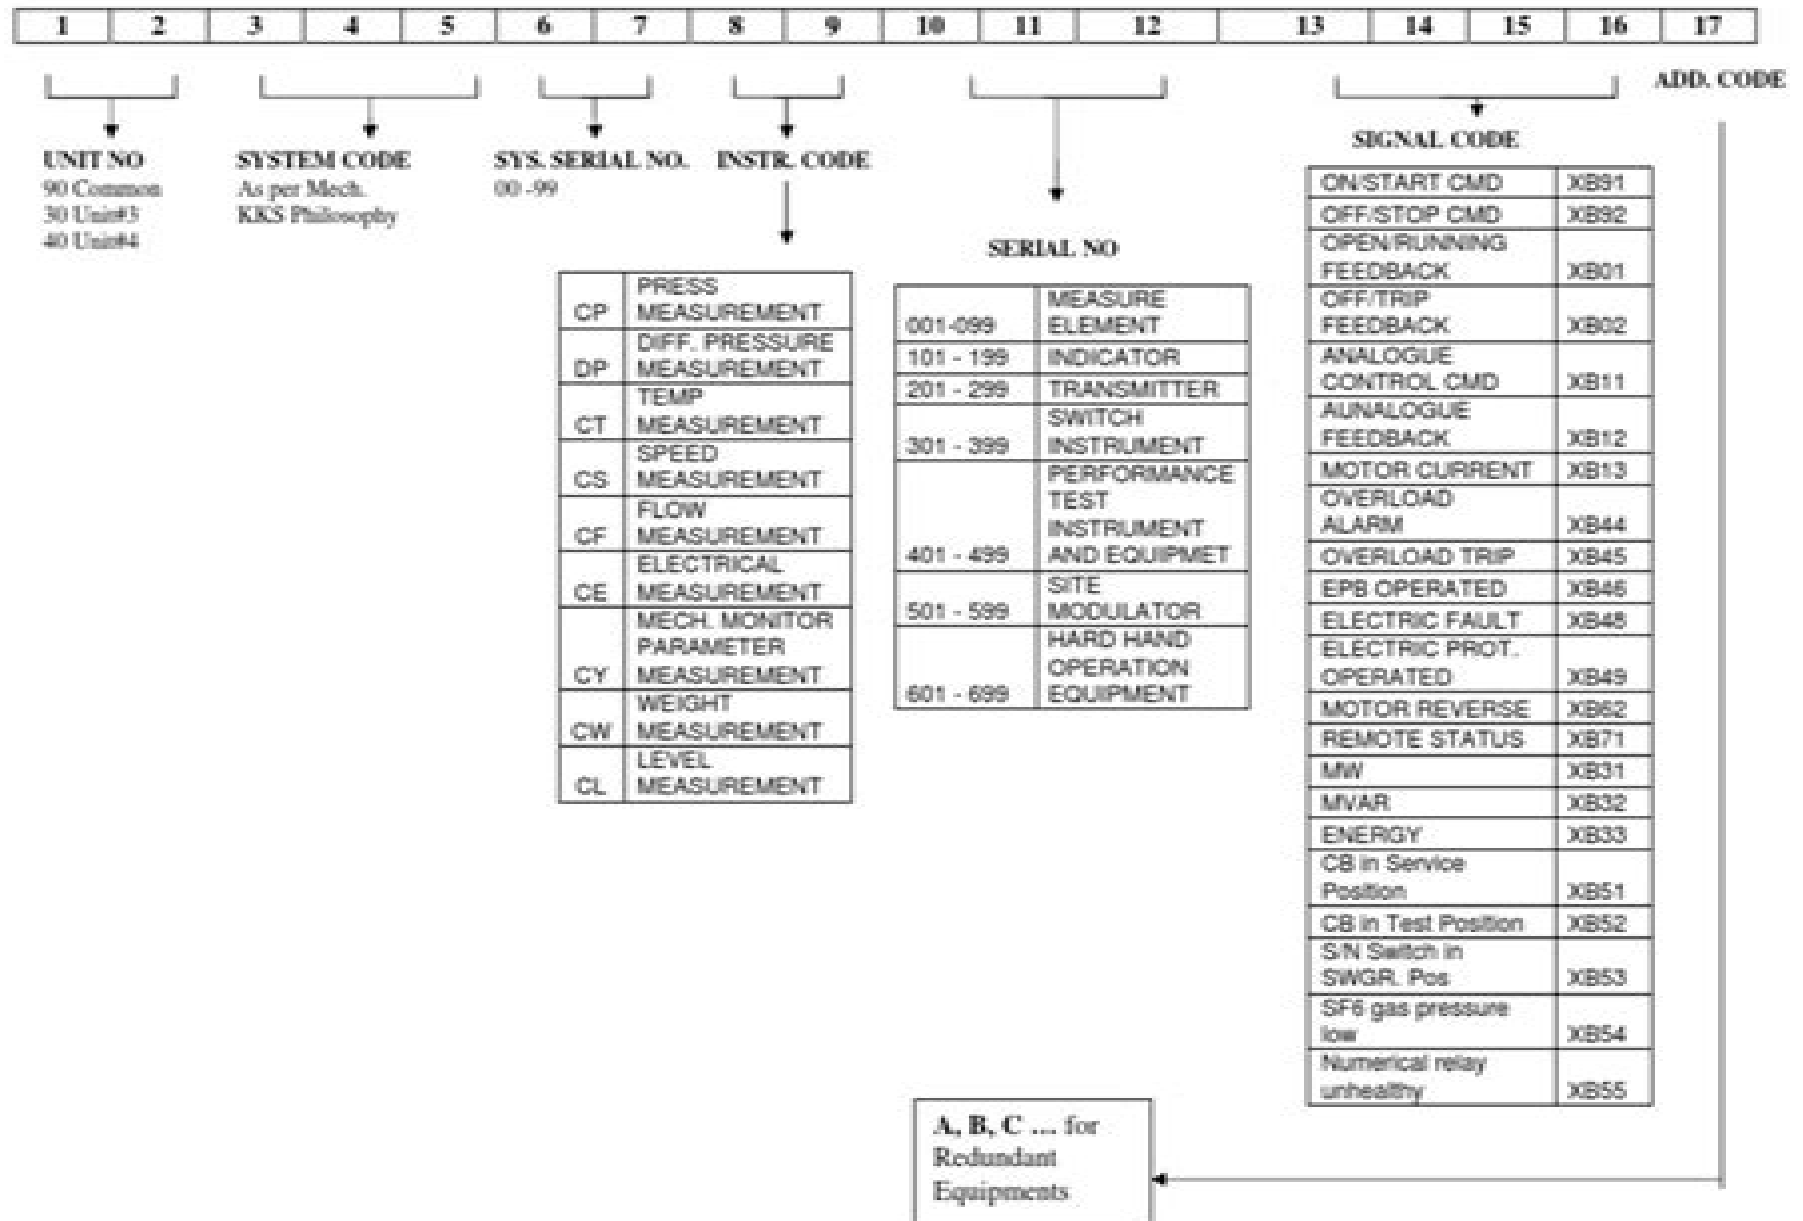 1 2 3 4 5 6 7 8 9 10 11 12 13 14 15 16 17
ADD. CODE
UNIT NO
90 Common
30 Unit#3
40 Unit#4
SYSTEM CODE
As per Mech.
KKS Philosophy
SYS. SERIAL NO.
00 -99
INSTR. CODE
CP PRESS
MEASUREMENT
DP DIFF. PRESSURE
MEASUREMENT
CT TEMP
MEASUREMENT
CS SPEED
MEASUREMENT
CF FLOW
MEASUREMENT
CE ELECTRICAL
MEASUREMENT
CY MECH. MONITOR
PARAMETER
MEASUREMENT
CW WEIGHT
MEASUREMENT
CL LEVEL
MEASUREMENT
SERIAL NO
001-099 MEASURE
ELEMENT
101 - 199 INDICATOR
201 - 299 TRANSMITTER
301 - 399 SWITCH
INSTRUMENT
401 - 499 PERFORMANCE
TEST
INSTRUMENT
AND EQUIPMET
501 - 599 SITE
MODULATOR
601 - 699 HARD HAND
OPERATION
EQUIPMENT
SIGNAL CODE
ON/START CMD XB91
OFF/STOP CMD XB92
OPEN/RUNNING
FEEDBACK XB01
OFF/TRIP
FEEDBACK XB02
ANALOGUE
CONTROL CMD XB11
AUNALOGUE
FEEDBACK XB12
MOTOR CURRENT XB13
OVERLOAD
ALARM XB44
OVERLOAD TRIP XB45
EPB OPERATED XB46
ELECTRIC FAULT XB48
ELECTRIC PROT.
OPERATED XB49
MOTOR REVERSE XB62
REMOTE STATUS XB71
MW XB31
MVAR XB32
ENERGY XB33
CB in Service
Position XB51
CB in Test Position XB52
S/N Switch in
SWGR. Pos XB53
SF6 gas pressure
low XB54
Numerical relay
unhealthy XB55
A, B, C .... for
Redundant
Equipments